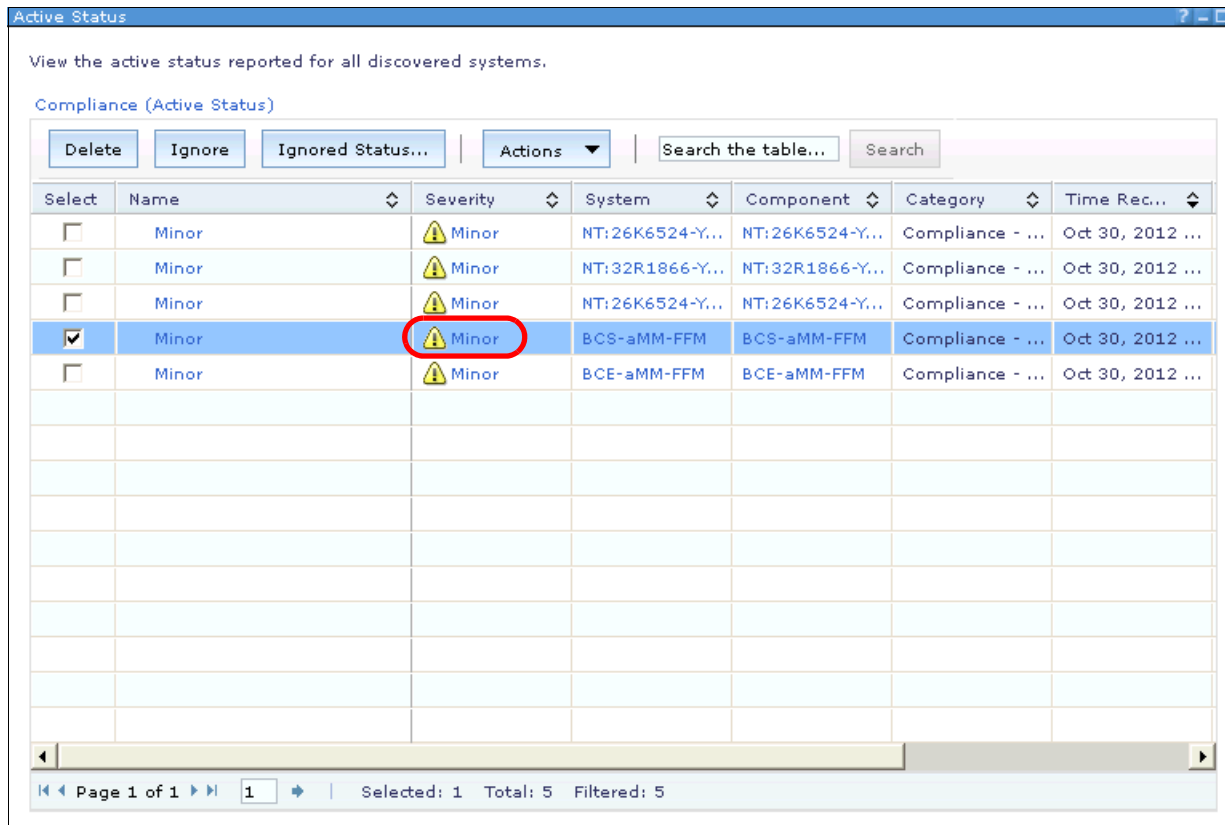 Active Status ? –
View the active status reported for all discovered systems.
Compliance (Active Status)
Delete Ignore Ignored Status... Actions Search the table... Search
Select Name Severity System Component Category Time Rec...
Minor Minor NT:26K6524-Y... NT:26K6524-Y... Compliance - ... Oct 30, 2012 ...
Minor Minor NT:32R1866-Y... NT:32R1866-Y... Compliance - ... Oct 30, 2012 ...
Minor Minor NT:26K6524-Y... NT:26K6524-Y... Compliance - ... Oct 30, 2012 ...
Minor Minor BCS-aMM-FFM BCS-aMM-FFM Compliance - ... Oct 30, 2012 ...
Minor Minor BCE-aMM-FFM BCE-aMM-FFM Compliance - ... Oct 30, 2012 ...
Page 1 of 1 1 Selected: 1 Total: 5 Filtered: 5